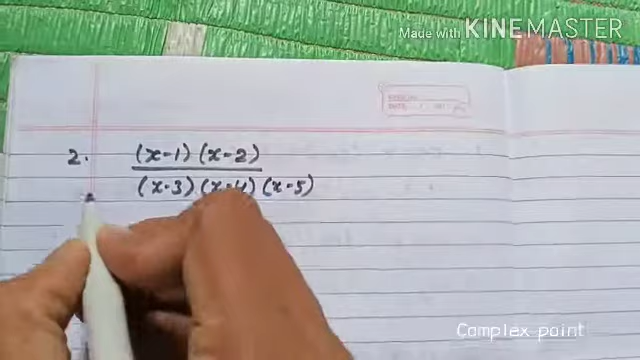 Made with KINEMASTER
2. (x-1)(x-2)
(x-3)(x-4)(x-5)
Complex point